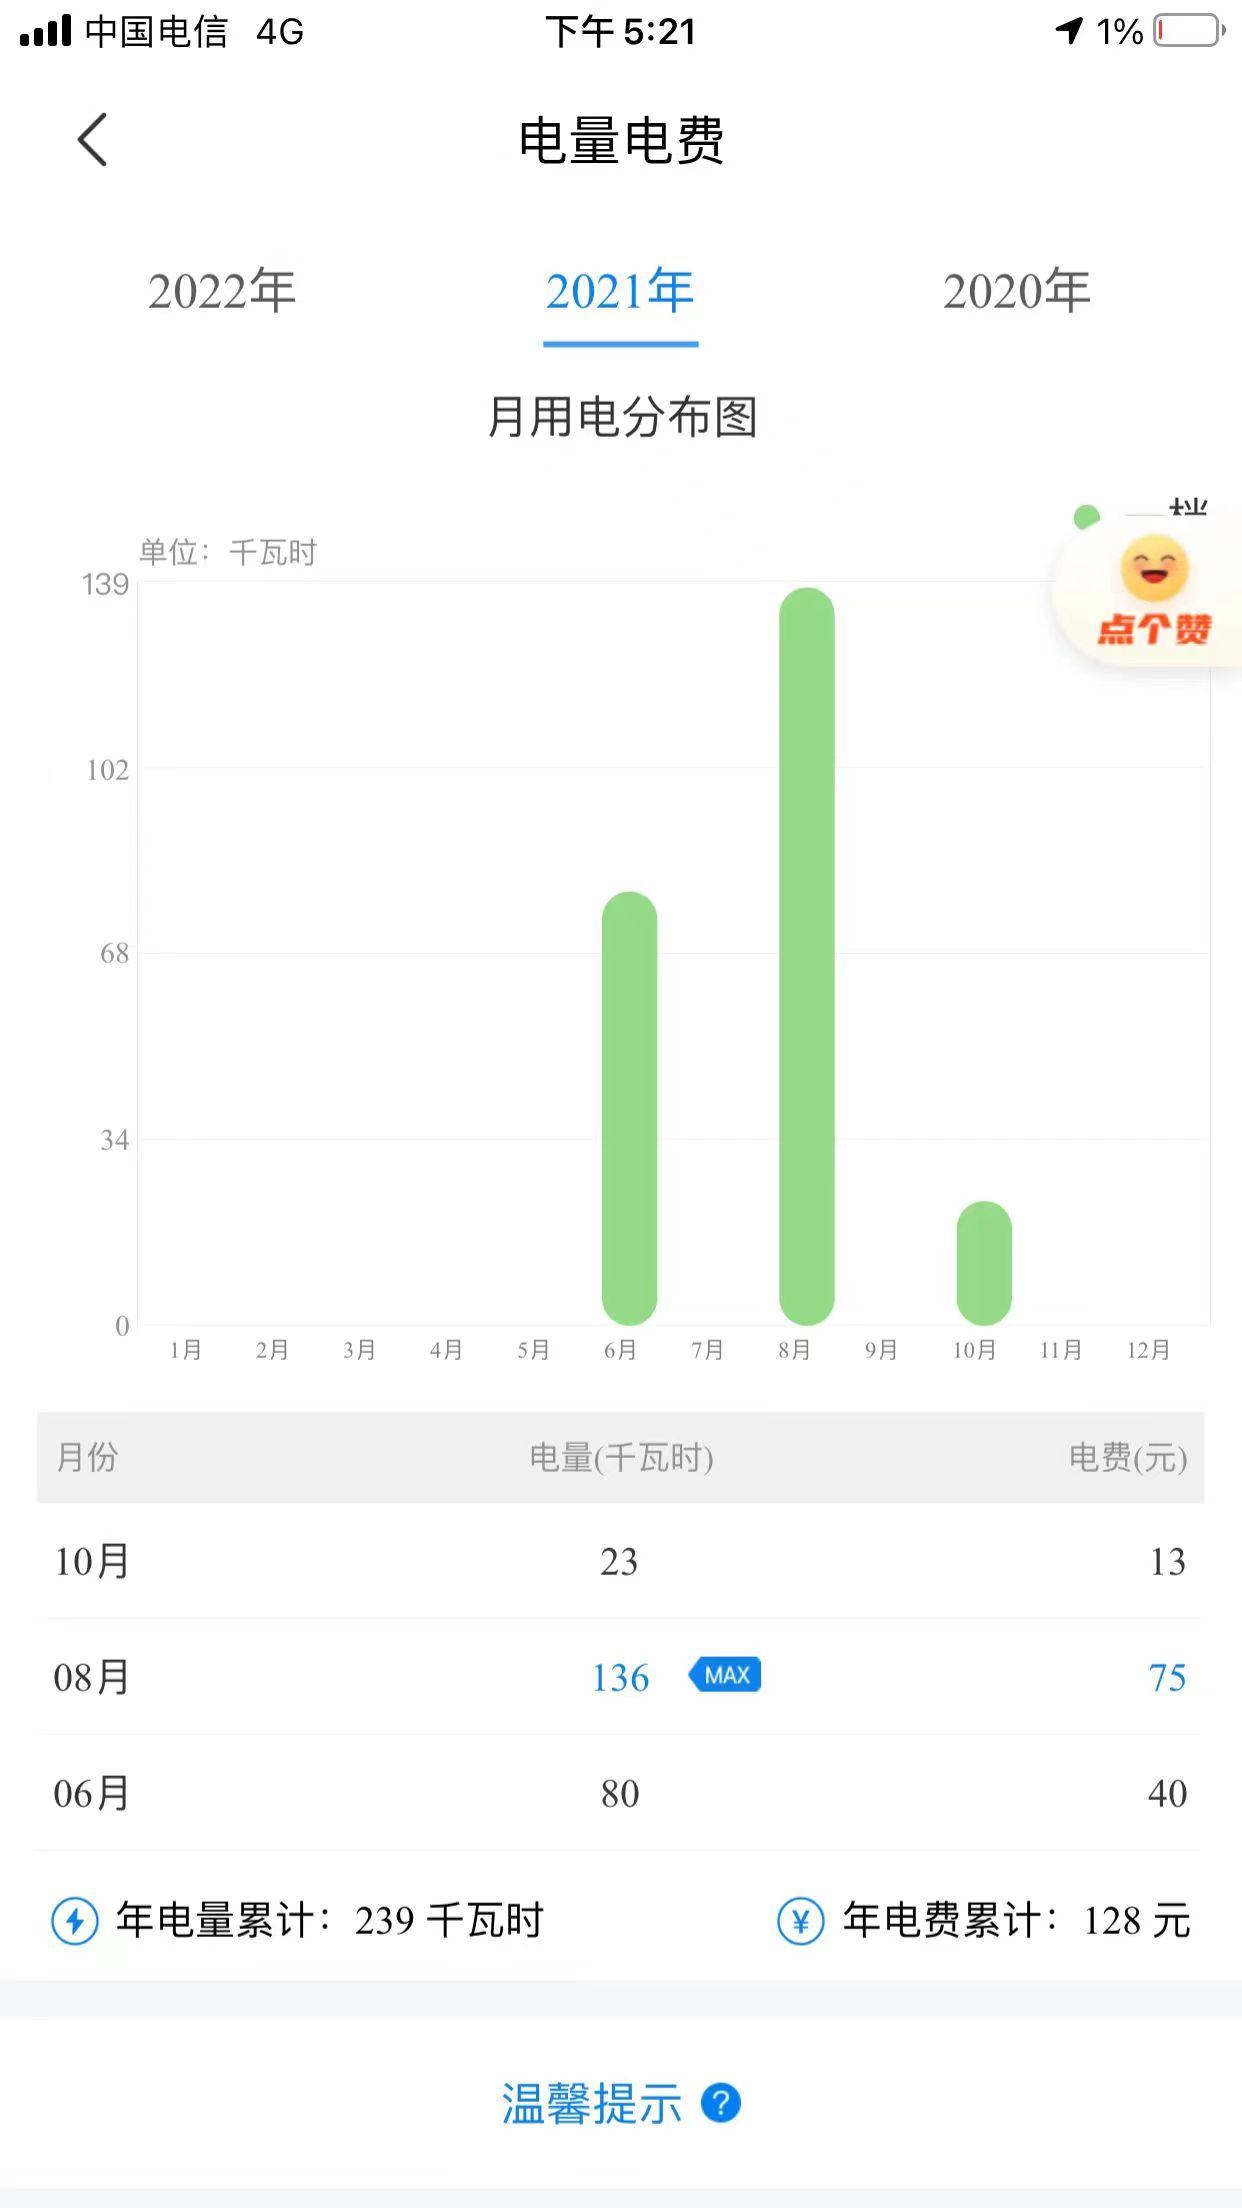 中国电信 4G 下午 5:21 1%
电量电费
2022年 2021年 2020年
月用电分布图
单位：千瓦时
点个赞
139
102
68
34
0
1月 2月 3月 4月 5月 6月 7月 8月 9月 10月 11月 12月
月份 电量(千瓦时) 电费(元)
10月 23 13
08月 136 MAX 75
06月 80 40
年电量累计：239 千瓦时 ¥ 年电费累计：128 元
温馨提示 ?